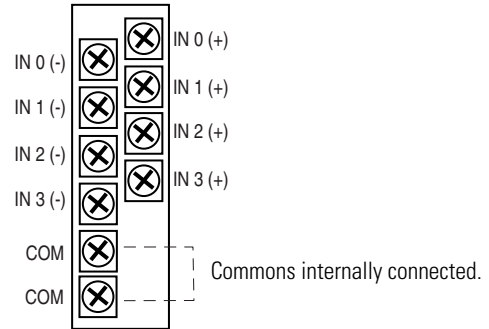 IN 0 (+)
IN 0 (-)
IN 1 (+)
IN 1 (-)
IN 2 (+)
IN 2 (-)
IN 3 (+)
IN 3 (-)
COM
Commons internally connected.
COM